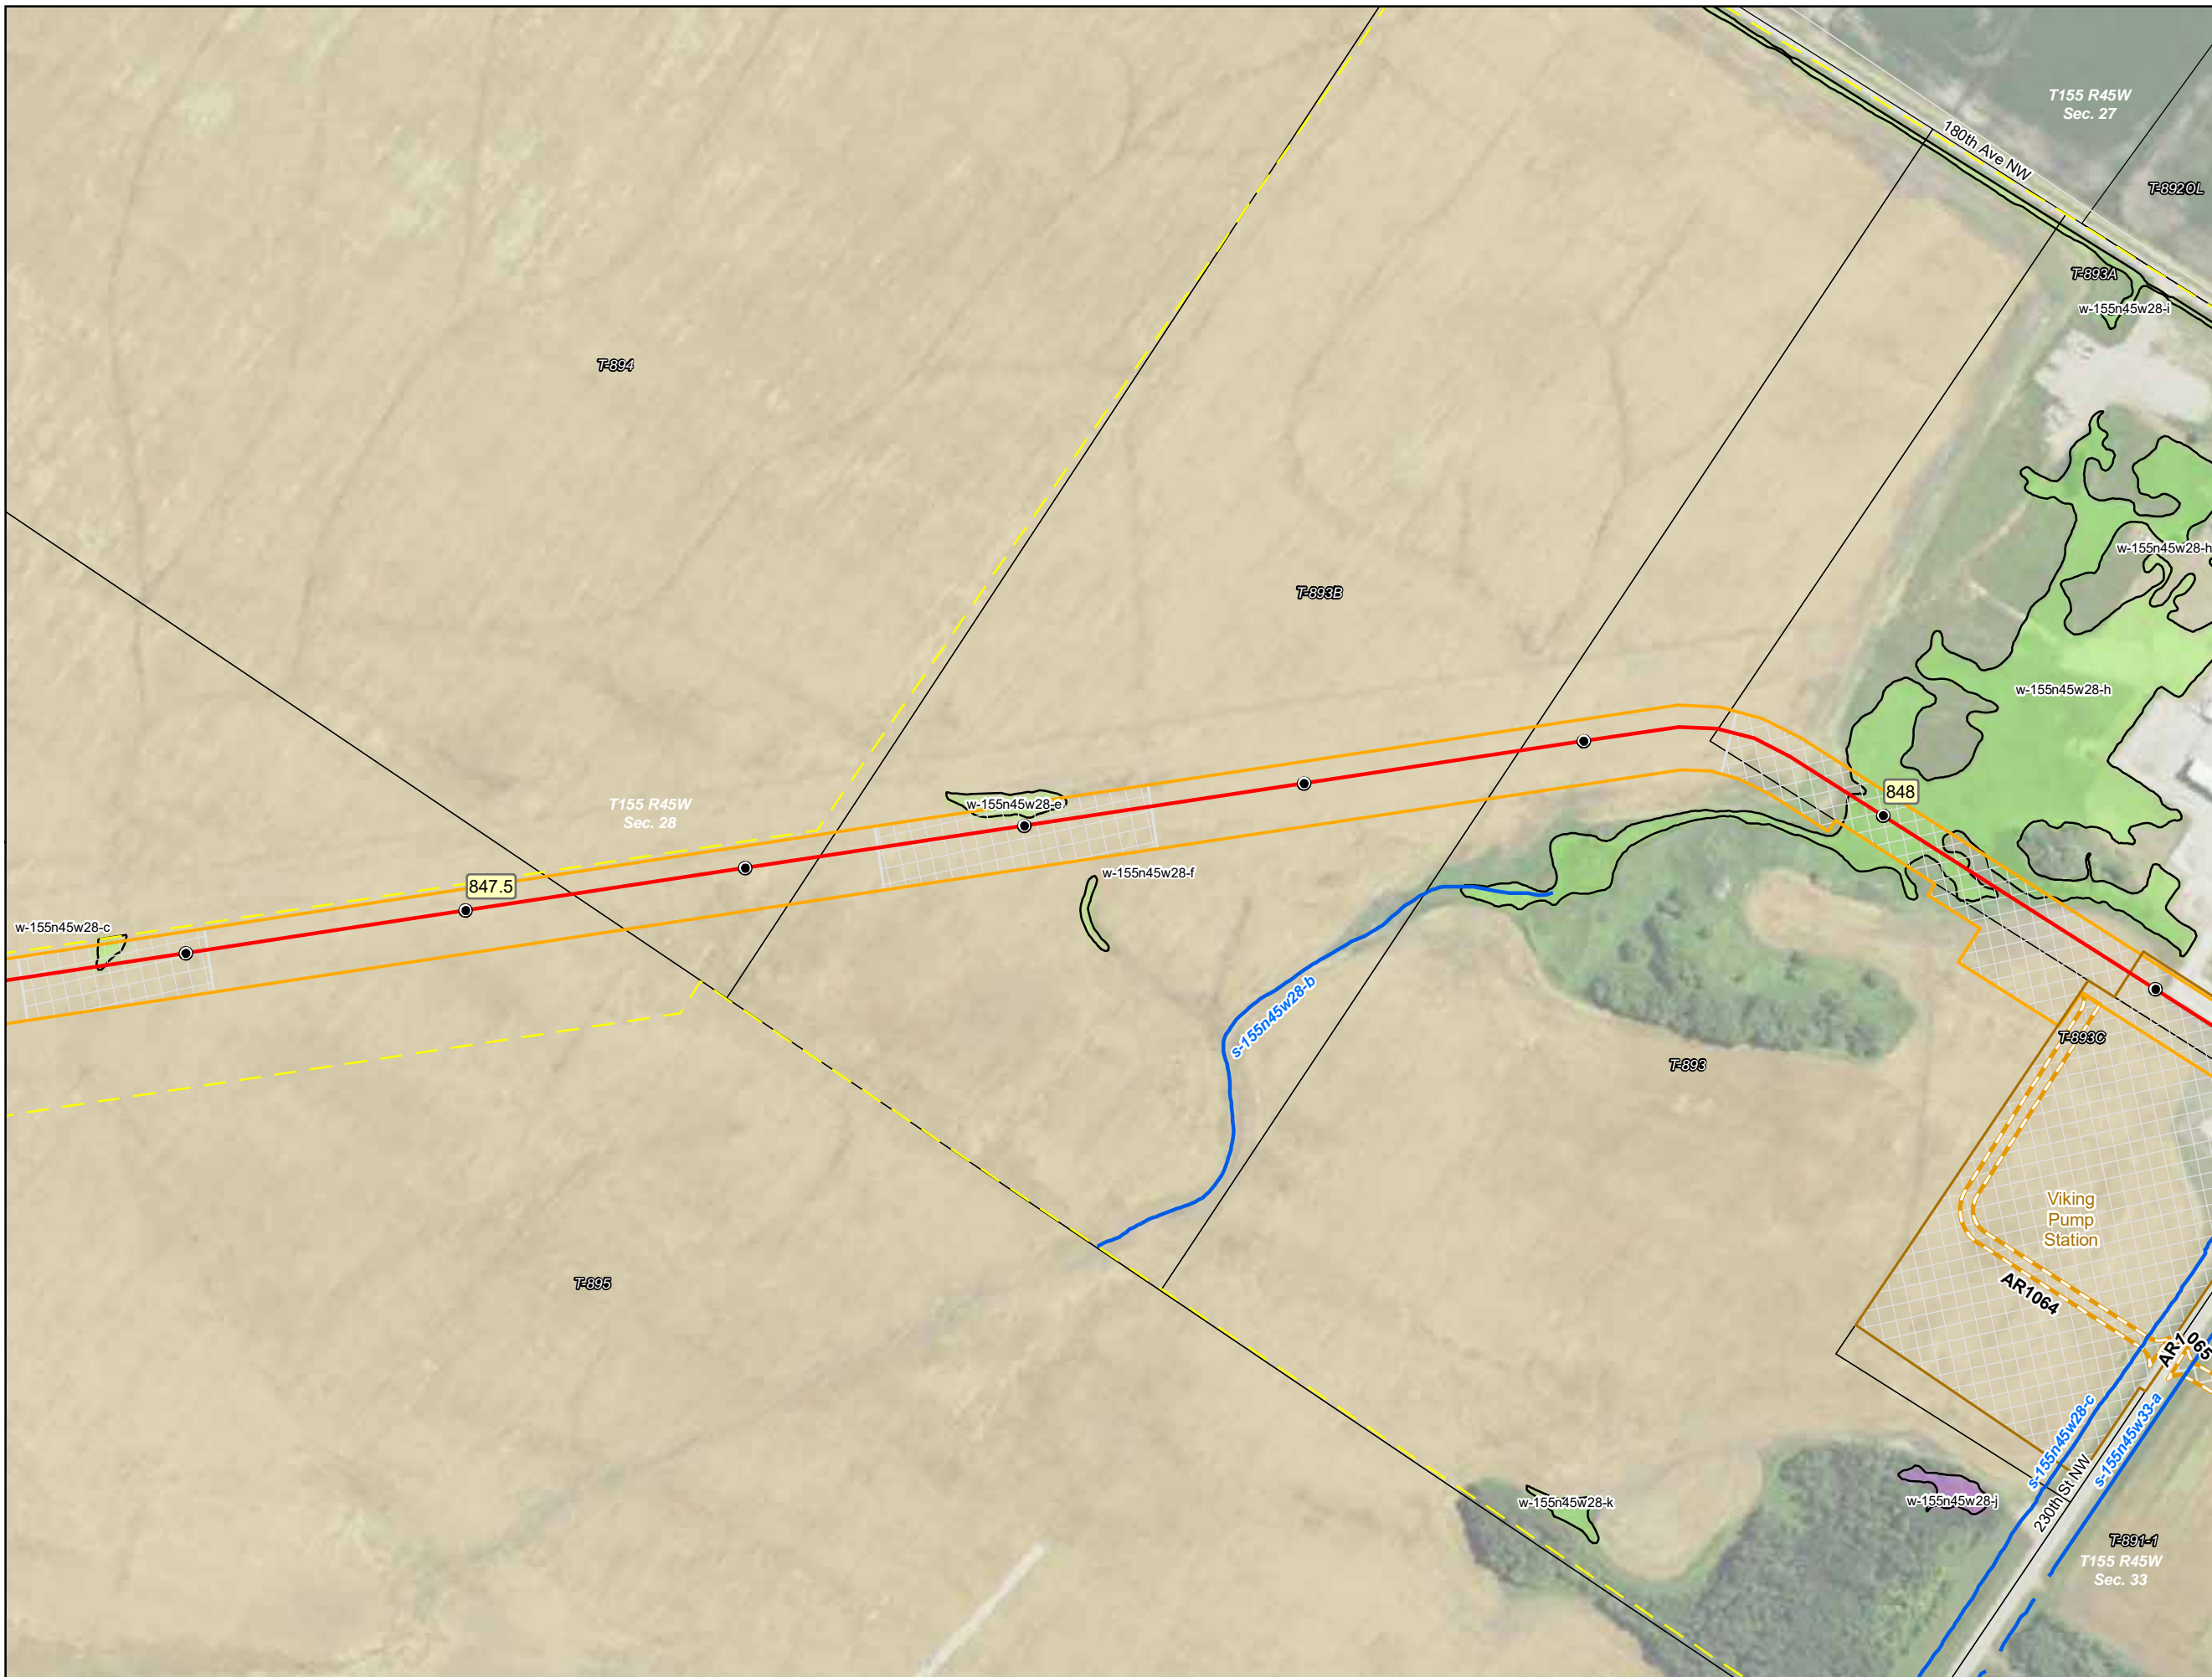 T155 R45W
Sec. 27
180th Ave NW
T-892OL
T-893A
w-155n45w28-i
T-894
w-155n45w28-h
T-893B
w-155n45w28-h
848
T155 R45W
Sec. 28
w-155n45w28-e
w-155n45w28-f
847.5
w-155n45w28-c
s-155n45w28-b
T-893C
T-893
Viking
Pump
Station
T-895
AR1064
AR1065
s-155n45w28-c
s-155n45w33-a
230th St NW
w-155n45w28-k
w-155n45w28-j
T-891-1
T155 R45W
Sec. 33